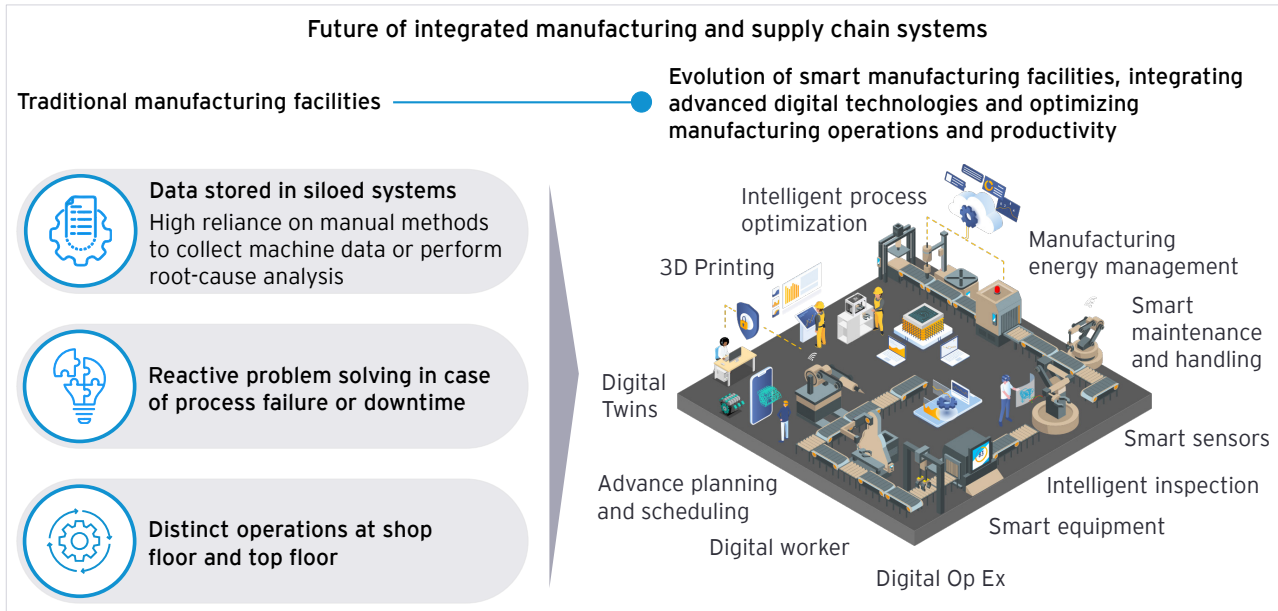 Future of integrated manufacturing and supply chain systems
Traditional manufacturing facilities
Evolution of smart manufacturing facilities, integrating
advanced digital technologies and optimizing
manufacturing operations and productivity
Data stored in siloed systems
High reliance on manual methods
to collect machine data or perform
root-cause analysis
Reactive problem solving in case
of process failure or downtime
Distinct operations at shop
floor and top floor
Intelligent process
optimization
Manufacturing
energy management
3D Printing
Smart
maintenance
and handling
Digital
Twins
Smart sensors
Advance planning
and scheduling
Intelligent inspection
Smart equipment
Digital worker
Digital Op Ex